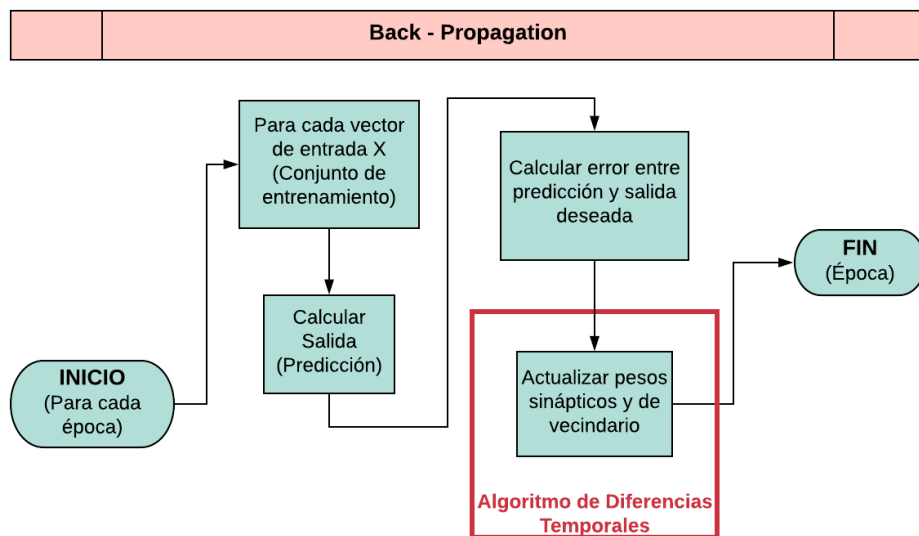 Back - Propagation
INICIO
(Para cada
época)
Para cada vector
de entrada X
(Conjunto de
entrenamiento)
Calcular
Salida
(Predicción)
Calcular error entre
predicción y salida
deseada
Actualizar pesos
sinápticos y de
vecindario
Algoritmo de Diferencias
Temporales
FIN
(Época)